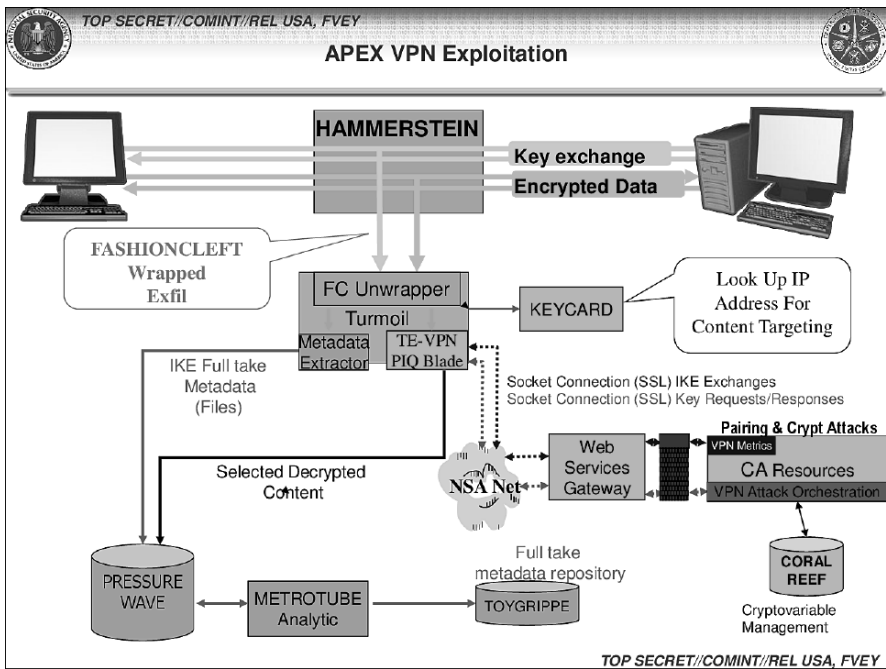 TOP SECRET//COMINT//REL USA, FVEY
APEX VPN Exploitation
HAMMERSTEIN
Key exchange
Encrypted Data
FASHIONCLEFT
Wrapped
Exfil
FC Unwrapper
Turmoil
Metadata
Extractor
TE-VPN
PIQ Blade
KEYCARD
Look Up IP
Address For
Content Targeting
IKE Full take
Metadata
(Files)
Socket Connection (SSL) IKE Exchanges
Socket Connection (SSL) Key Requests/Responses
Pairing & Crypt Attacks
VPN Metrics
CA Resources
VPN Attack Orchestration
Web
Services
Gateway
NSA Net
Selected Decrypted
Content
PRESSURE
WAVE
METROTUBE
Analytic
Full take
metadata repository
TOYGRIPPE
CORAL
REEF
Cryptovariable
Management
TOP SECRET//COMINT//REL USA, FVEY